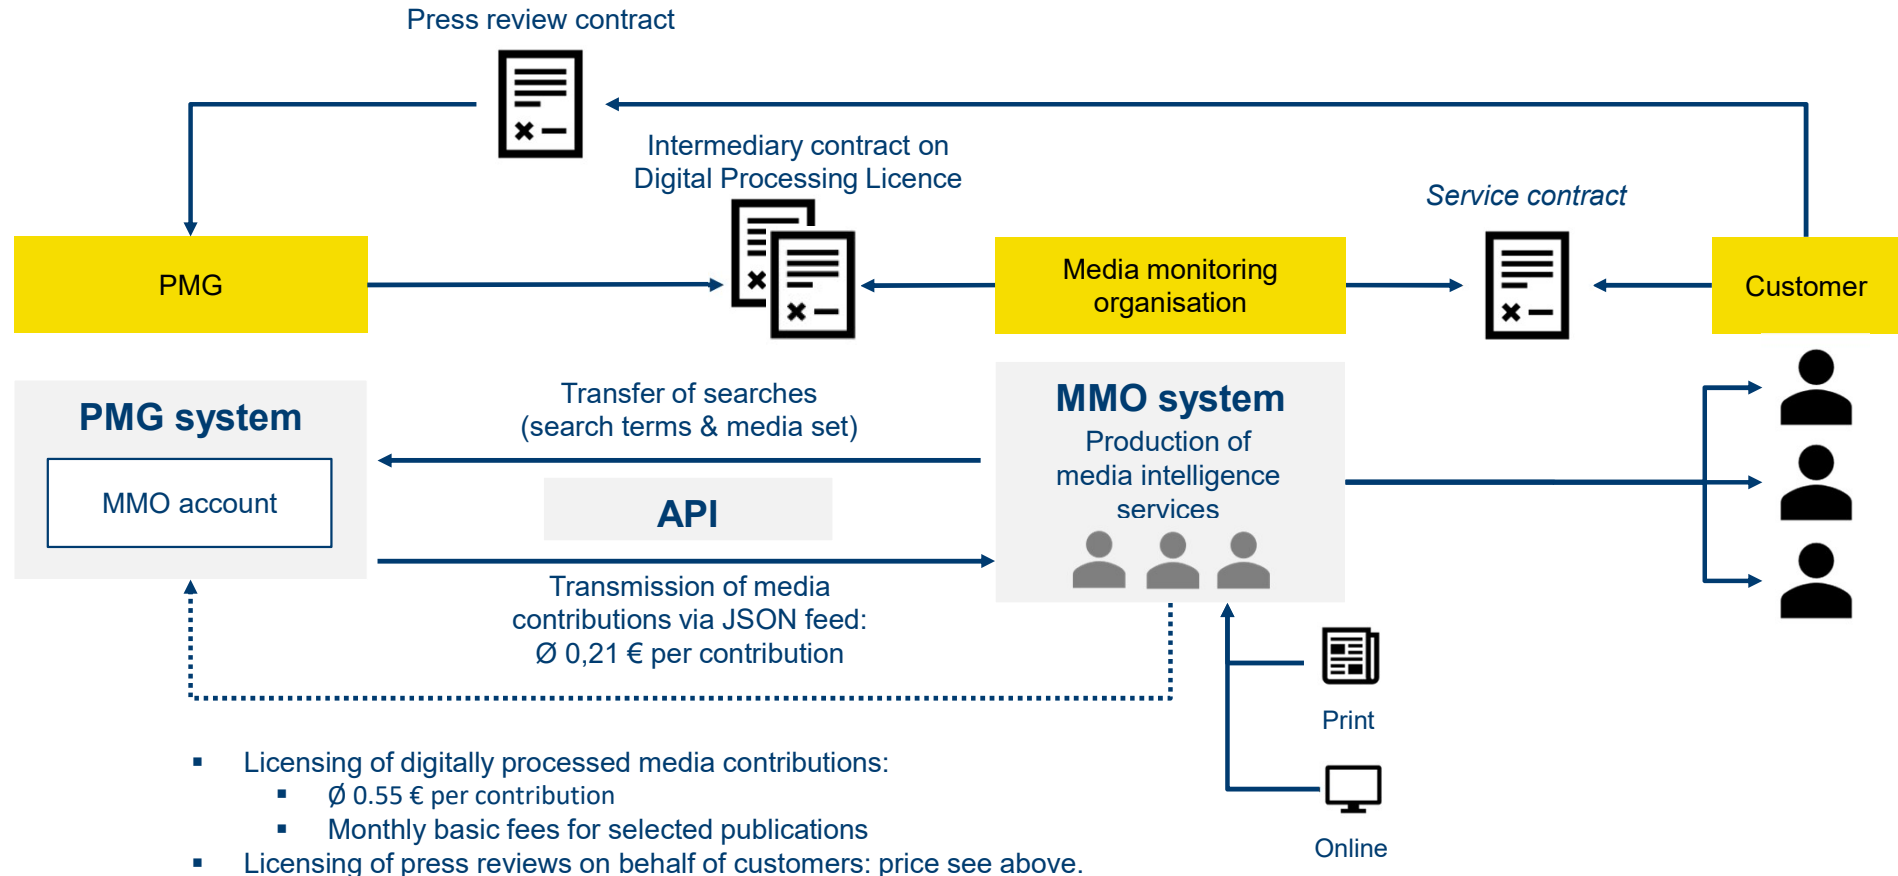 Press review contract
Intermediary contract on
Digital Processing Licence
Service contract
PMG
Media monitoring
organisation
Customer
PMG system
MMO account
Transfer of searches
(search terms & media set)
API
Transmission of media
contributions via JSON feed:
Ø 0,21 € per contribution
MMO system
Production of
media intelligence
services
Print
Online
▪ Licensing of digitally processed media contributions:
▪ Ø 0.55 € per contribution
▪ Monthly basic fees for selected publications
▪ Licensing of press reviews on behalf of customers: price see above.